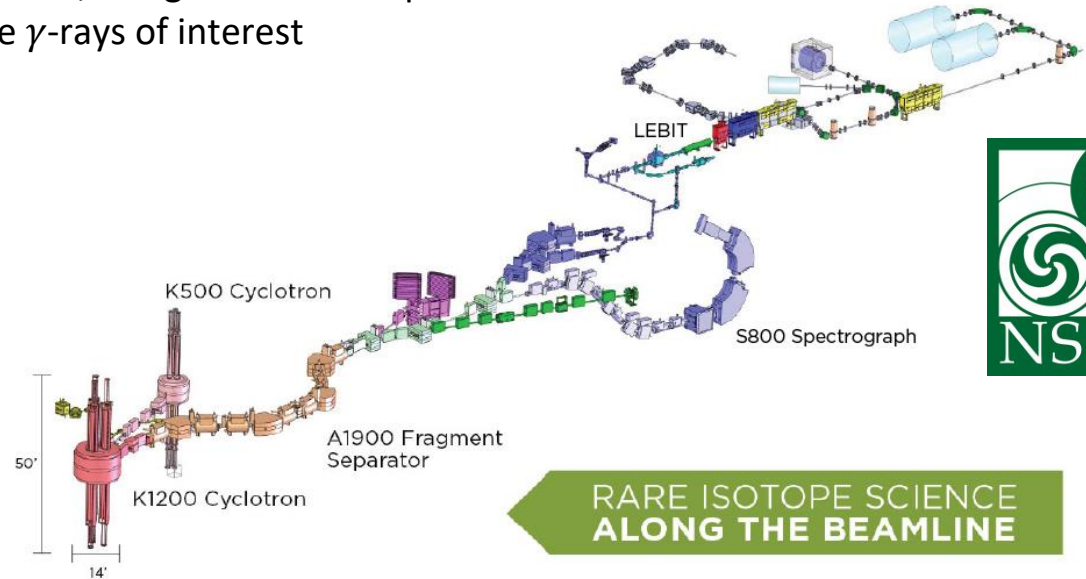 e γ-rays of interest
LEBIT
K500 Cyclotron
S800 Spectrograph
NS
A1900 Fragment
Separator
50'
K1200 Cyclotron
RARE ISOTOPE SCIENCE
ALONG THE BEAMLINE
14'